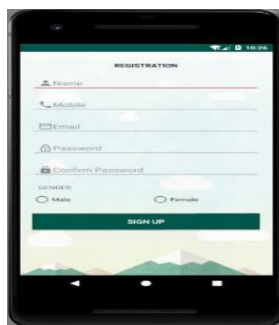 10:26
REGISTRATION
Name
Mobile
Email
Password
Confirm Password
GENDER
Male Female
SIGN UP